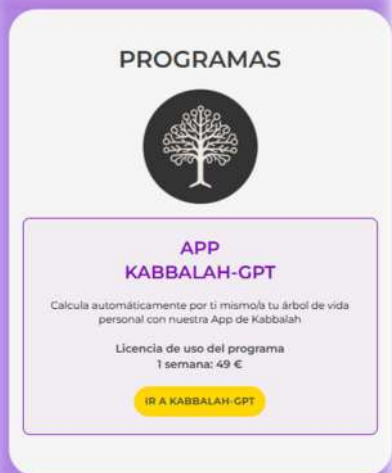 PROGRAMAS
APP
KABBALAH-GPT
Calcula automáticamente por ti mismo/a tu árbol de vida
personal con nuestra App de Kabbalah
Licencia de uso del programa
1 semana: 49 €
IR A KABBALAH-GPT